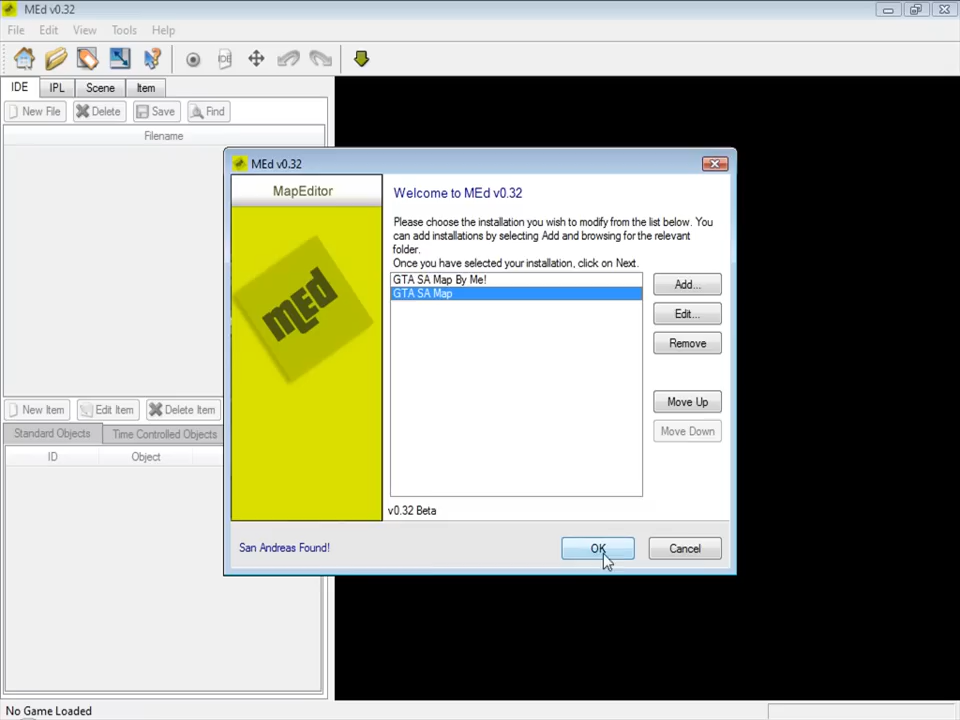 MEd v0.32
File Edit View Tools Help
IDE
IDE IPL Scene Item
New File Delete Save Find
Filename
MEd v0.32
MapEditor
MEd
Welcome to MEd v0.32
Please choose the installation you wish to modify from the list below. You
can add installations by selecting Add and browsing for the relevant
folder.
Once you have selected your installation, click on Next.
GTA SA Map By Me!
GTA SA Map
Add...
Edit...
Remove
Move Up
Move Down
v0.32 Beta
San Andreas Found!
OK Cancel
New Item Edit Item Delete Item
Standard Objects Time Controlled Objects
ID Object
No Game Loaded